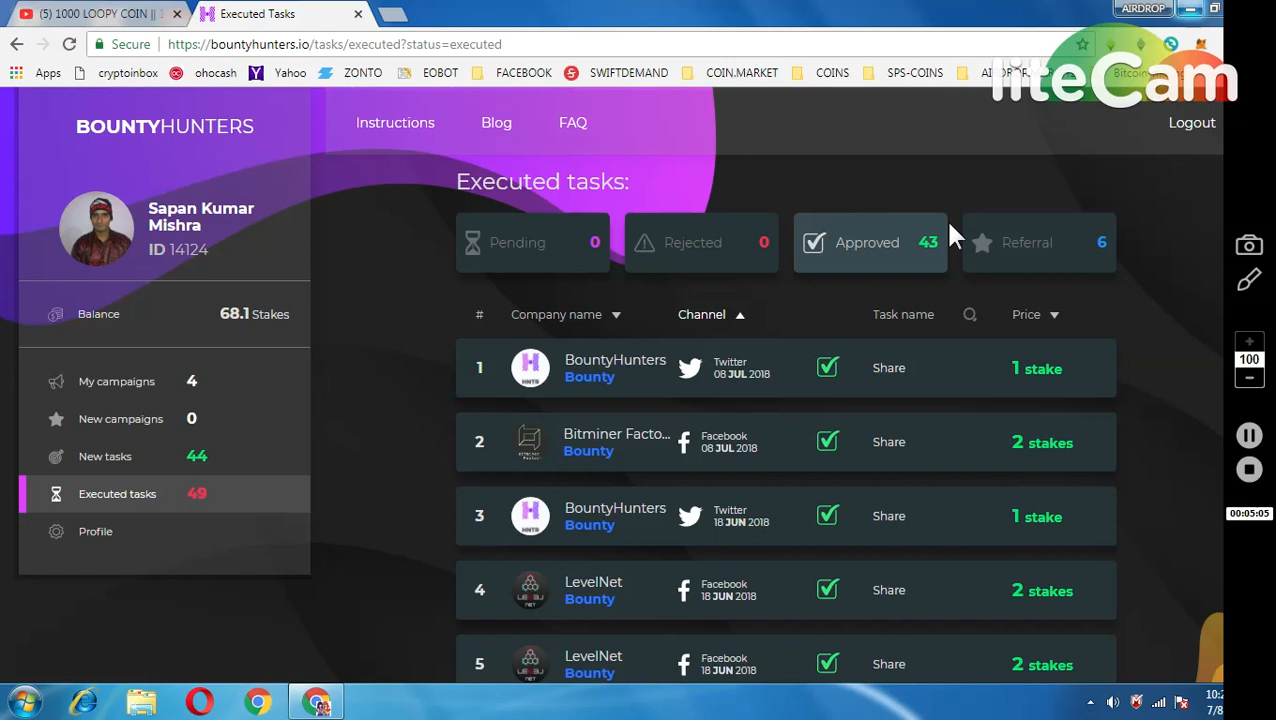 (5) 1000 LOOPY COIN || 1
Executed Tasks
AIRDROP
Secure
https://bountyhunters.io/tasks/executed?status=executed
Apps
cryptoinbox
ohocash
Yahoo
ZONTO
EOBOT
FACEBOOK
SWIFTDEMAND
COIN.MARKET
COINS
SPS-COINS
liteCam
BOUNTYHUNTERS
Instructions
Blog
FAQ
Logout
Sapan Kumar
Mishra
ID 14124
Balance 68.1 Stakes
My campaigns 4
New campaigns 0
New tasks 44
Executed tasks 49
Profile
Executed tasks:
Pending 0
Rejected 0
Approved 43
Referral 6
# Company name Channel Task name Price
1 BountyHunters Bounty Twitter 08 JUL 2018 Share 1 stake
2 Bitminer Facto... Bounty Facebook 08 JUL 2018 Share 2 stakes
3 BountyHunters Bounty Twitter 18 JUN 2018 Share 1 stake
4 LevelNet Bounty Facebook 18 JUN 2018 Share 2 stakes
5 LevelNet Bounty Facebook 18 JUN 2018 Share 2 stakes
100
00:05:05
10:2
7/8